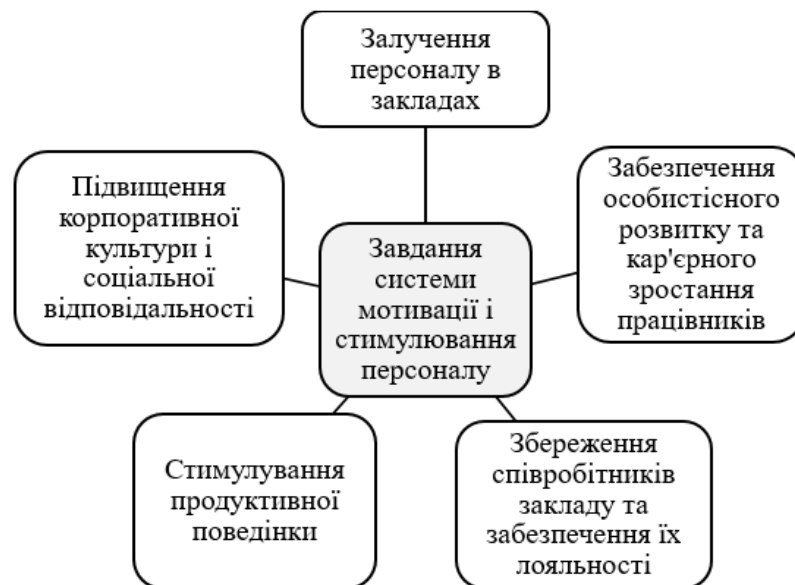 Залучення
персоналу в
закладах
Підвищення
корпоративної
культури і
соціальної
відповідальності
Завдання
системи
мотивації і
стимулювання
персоналу
Забезпечення
особистісного
розвитку та
кар'єрного
зростання
працівників
Стимулування
продуктивної
поведінки
Збереження
співробітників
закладу та
забезпечення їх
лояльності